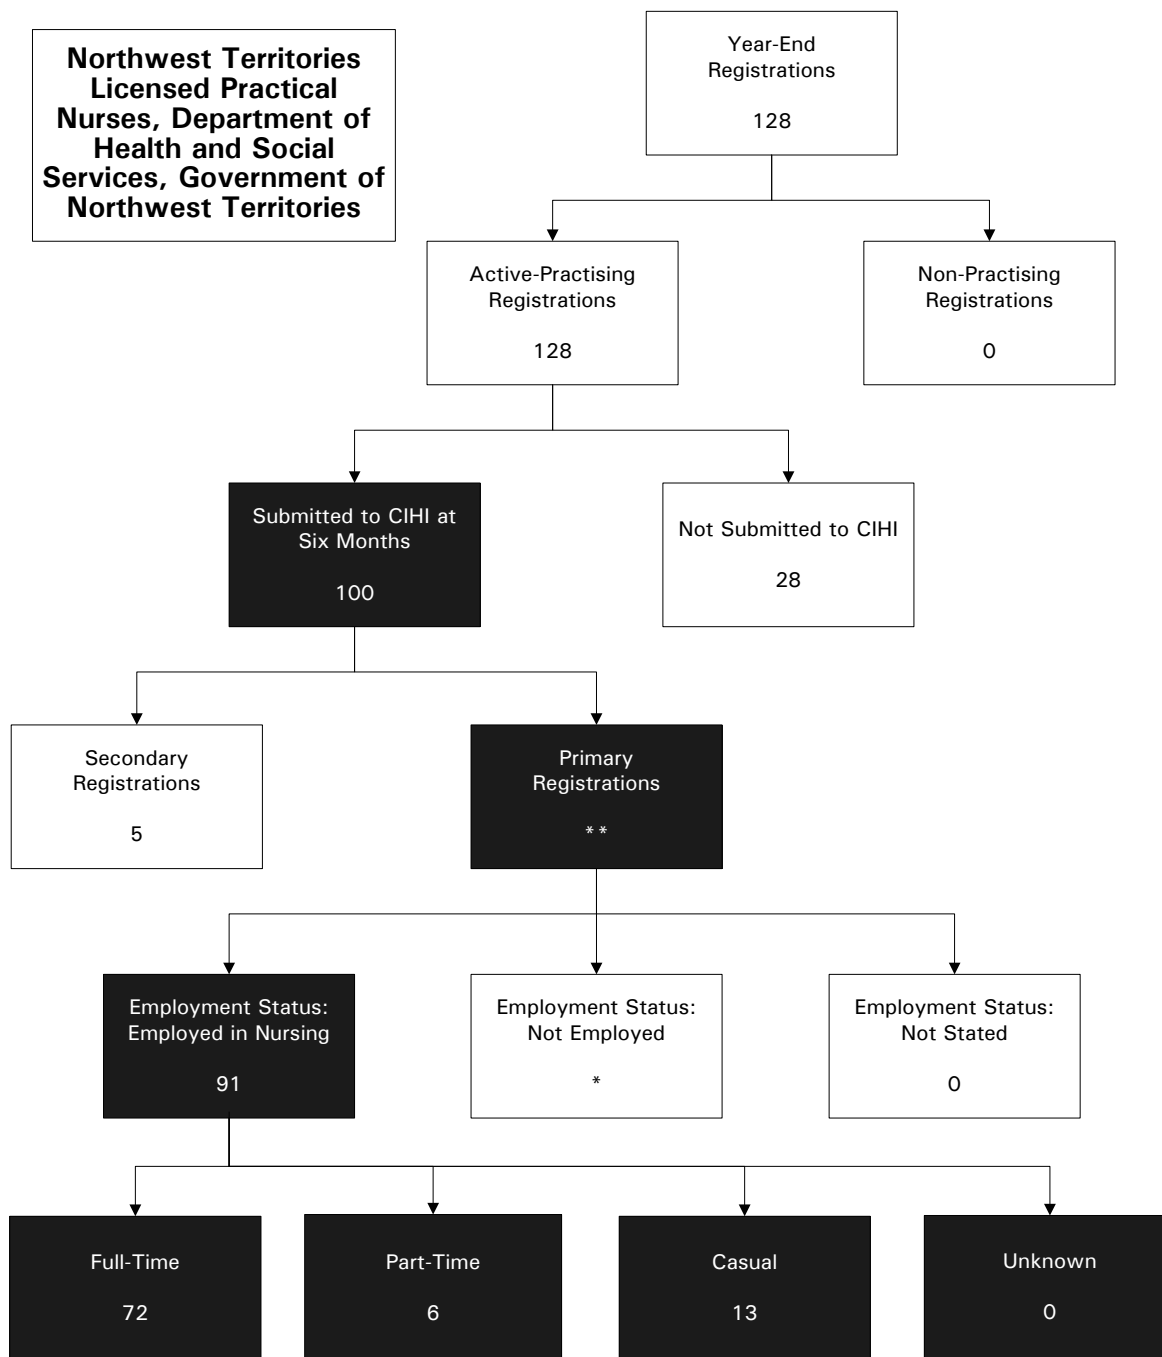 Northwest Territories
Licensed Practical
Nurses, Department of
Health and Social
Services, Government of
Northwest Territories
Year-End
Registrations
128
Active-Practising
Registrations
128
Non-Practising
Registrations
0
Submitted to CIHI at
Six Months
100
Not Submitted to CIHI
28
Secondary
Registrations
5
Primary
Registrations
**
Employment Status:
Employed in Nursing
91
Employment Status:
Not Employed
*
Employment Status:
Not Stated
0
Full-Time
72
Part-Time
6
Casual
13
Unknown
0